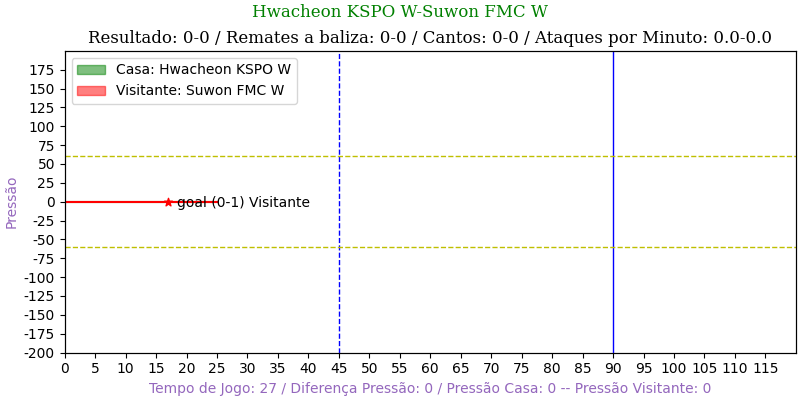 Hwacheon KSPO W-Suwon FMC W
Resultado: 0-0 / Remates a baliza: 0-0 / Cantos: 0-0 / Ataques por Minuto: 0.0-0.0
Casa: Hwacheon KSPO W
Visitante: Suwon FMC W
Pressão
175
150
125
100
75
50
25
0
-25
-50
-75
-100
-125
-150
-175
-200
goal (0-1) Visitante
0 5 10 15 20 25 30 35 40 45 50 55 60 65 70 75 80 85 90 95 100 105 110 115
Tempo de Jogo: 27 / Diferença Pressão: 0 / Pressão Casa: 0 -- Pressão Visitante: 0